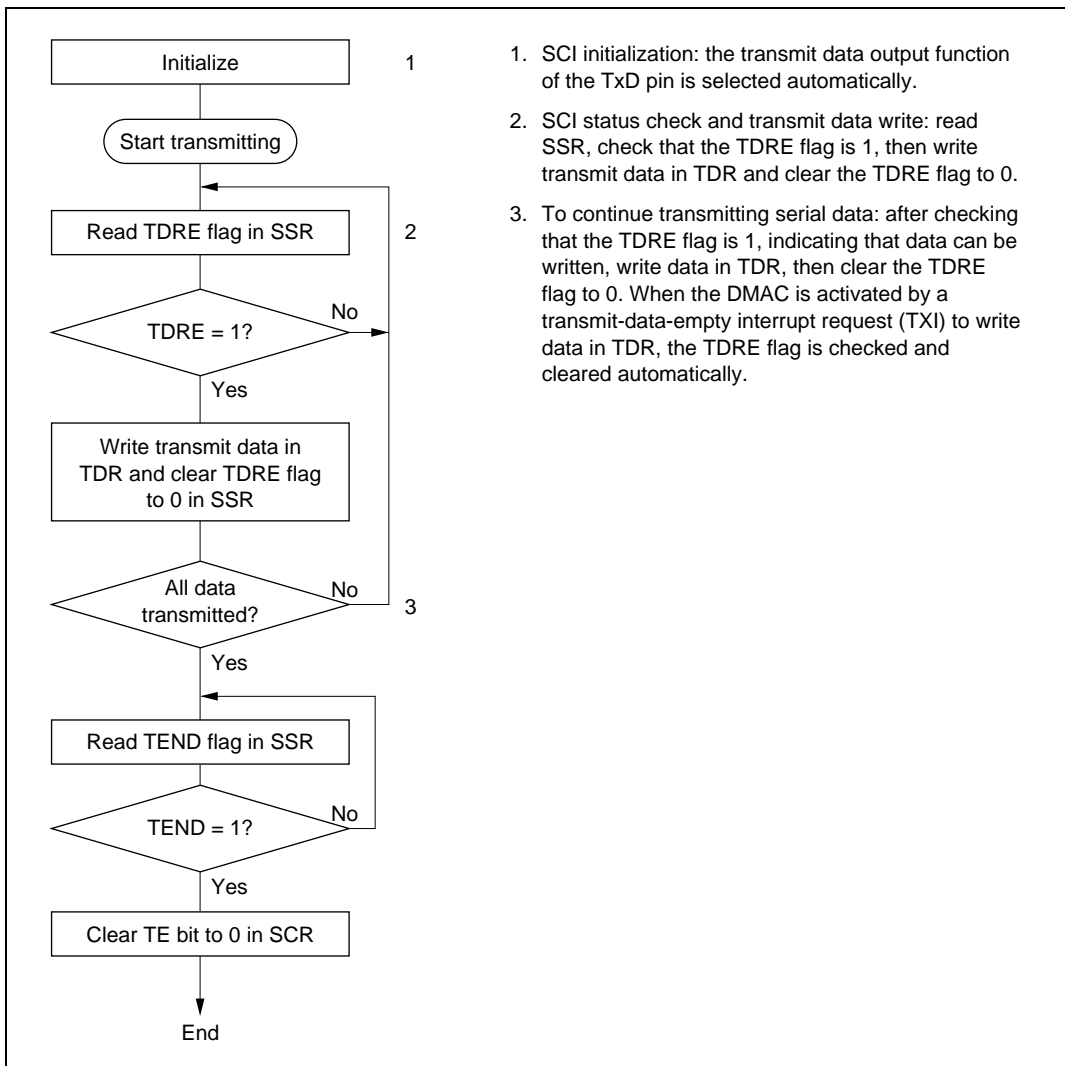 Initialize
1
Start transmitting
Read TDRE flag in SSR
2
TDRE = 1?
No
Yes
Write transmit data in
TDR and clear TDRE flag
to 0 in SSR
All data
transmitted?
No
3
Yes
Read TEND flag in SSR
TEND = 1?
No
Yes
Clear TE bit to 0 in SCR
End
1. SCI initialization: the transmit data output function
of the TxD pin is selected automatically.
2. SCI status check and transmit data write: read
SSR, check that the TDRE flag is 1, then write
transmit data in TDR and clear the TDRE flag to 0.
3. To continue transmitting serial data: after checking
that the TDRE flag is 1, indicating that data can be
written, write data in TDR, then clear the TDRE
flag to 0. When the DMAC is activated by a
transmit-data-empty interrupt request (TXI) to write
data in TDR, the TDRE flag is checked and
cleared automatically.